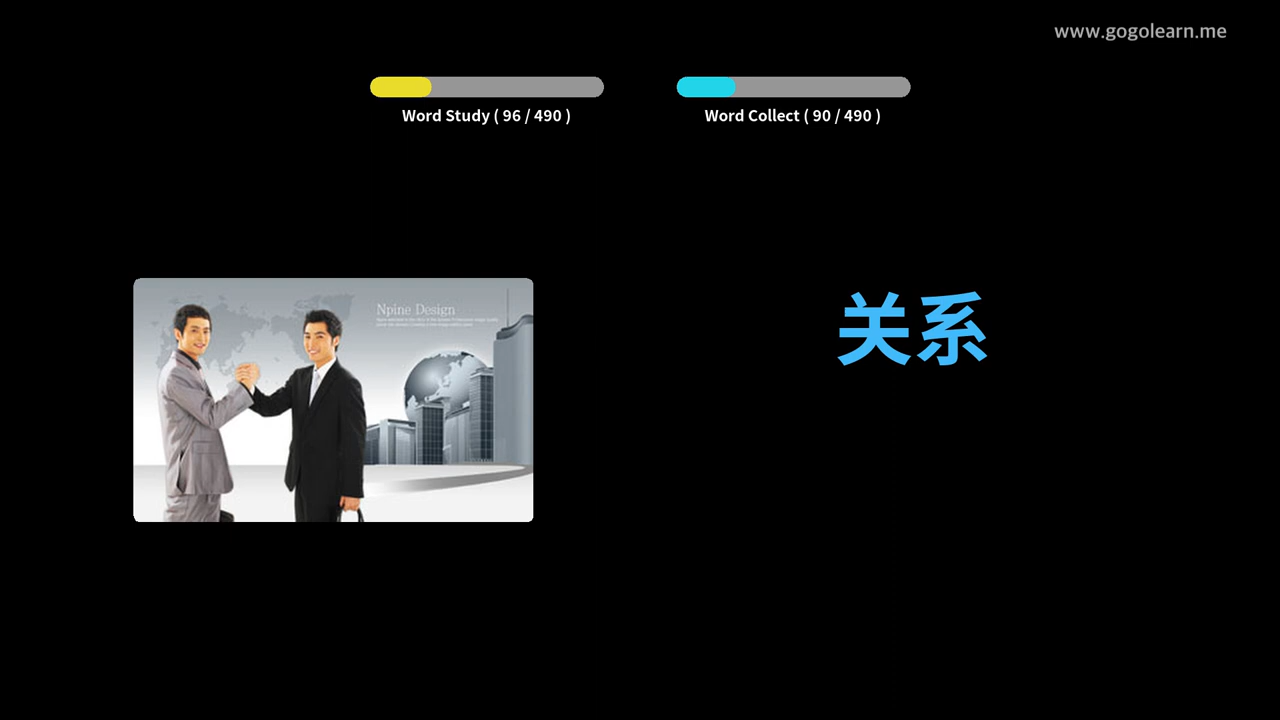 www.gogolearn.me
Word Study ( 96 / 490 )
Word Collect ( 90 / 490 )
Npine Design
关系